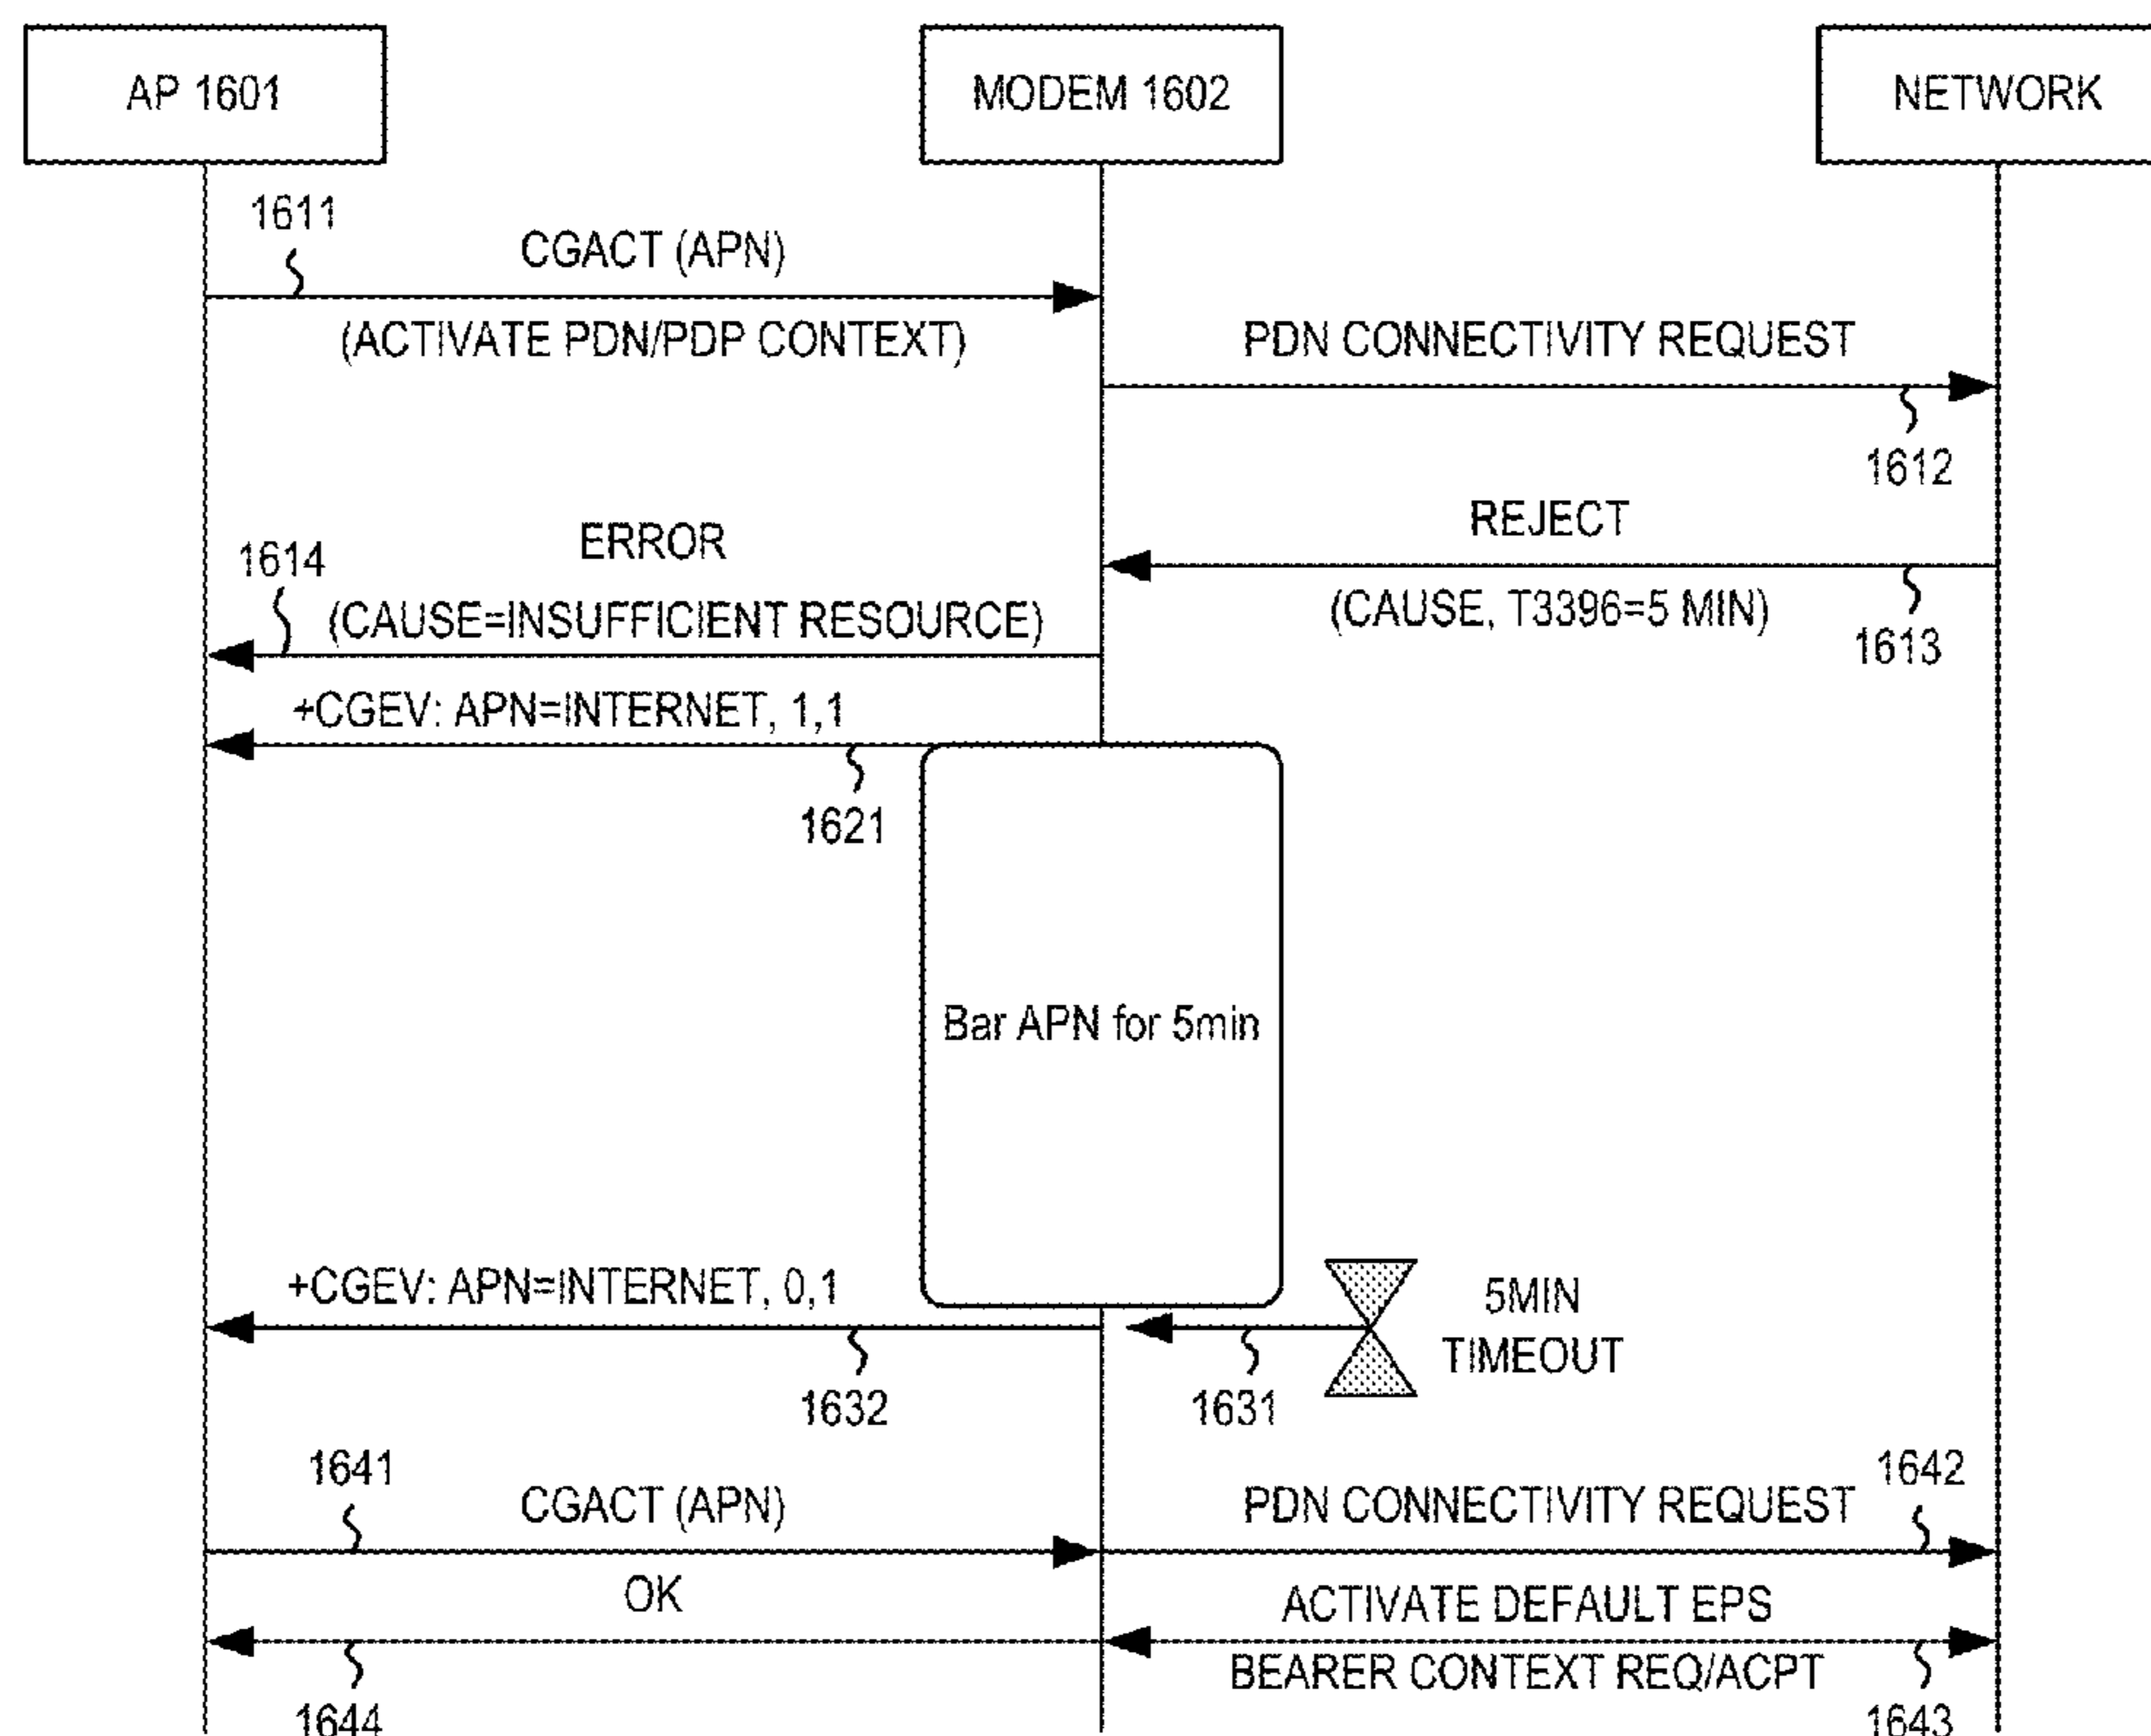 AP 1601
MODEM 1602
NETWORK
1611
CGACT (APN)
(ACTIVATE PDN/PDP CONTEXT)
PDN CONNECTIVITY REQUEST
1612
REJECT
(CAUSE, T3396=5 MIN)
1613
ERROR
1614
(CAUSE=INSUFFICIENT RESOURCE)
+CGEV: APN=INTERNET, 1,1
1621
Bar APN for 5min
+CGEV: APN=INTERNET, 0,1
1632
1631
5MIN
TIMEOUT
1641
CGACT (APN)
PDN CONNECTIVITY REQUEST
1642
OK
1644
ACTIVATE DEFAULT EPS
BEARER CONTEXT REQ/ACPT
1643